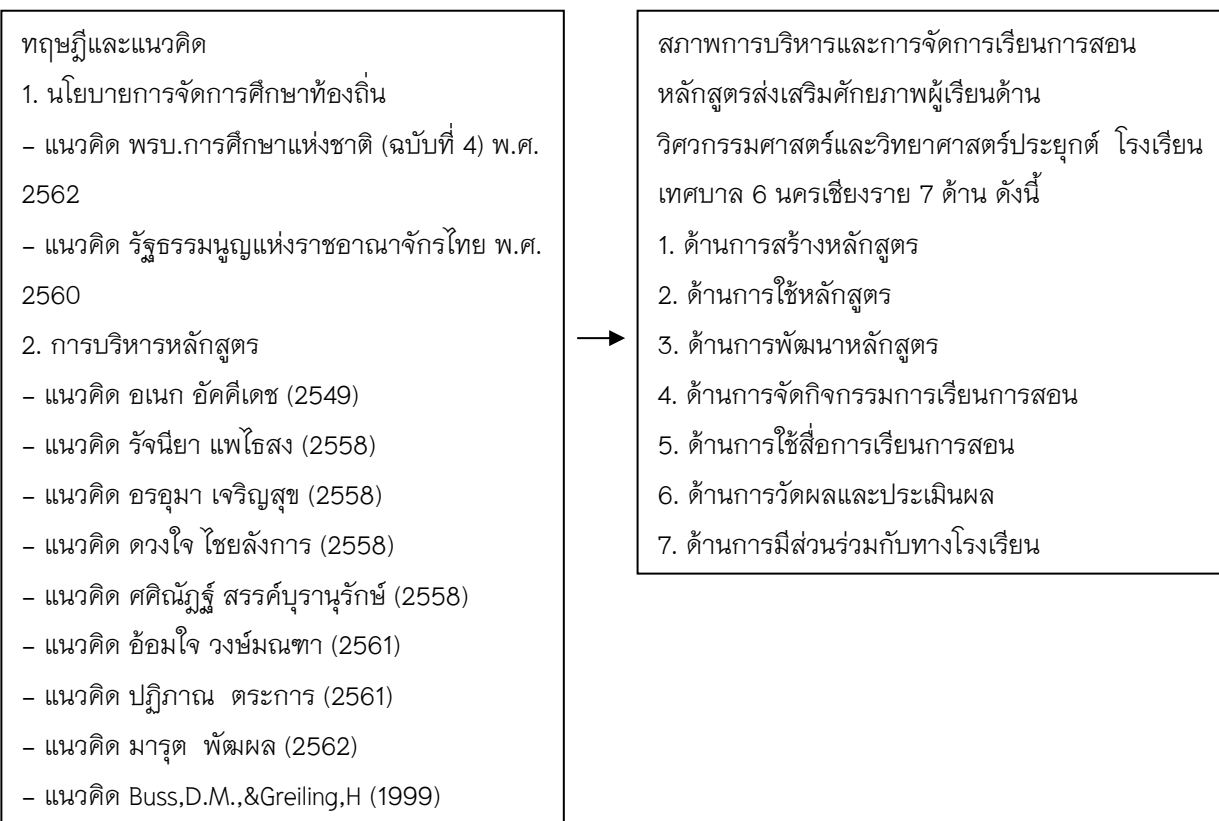 ทฤษฎีและแนวคิด
1. นโยบายการจัดการศึกษาท้องถิ่น
– แนวคิด พรบ.การศึกษาแห่งชาติ (ฉบับที่ 4) พ.ศ.
2562
– แนวคิด รัฐธรรมนูญแห่งราชอาณาจักรไทย พ.ศ.
2560
2. การบริหารหลักสูตร
– แนวคิด อเนก อัคคีเดช (2549)
– แนวคิด รัจนียา แพไธสง (2558)
– แนวคิด อรอุมา เจริญสุข (2558)
– แนวคิด ดวงใจ ไชยลังการ (2558)
– แนวคิด ศศิณัฏฐ์ สรรค์บุรานุรักษ์ (2558)
– แนวคิด อ้อมใจ วงษ์มณฑา (2561)
– แนวคิด ปฏิภาณ ตระการ (2561)
– แนวคิด มารุต พัฒผล (2562)
– แนวคิด Buss,D.M.,&Greiling,H (1999)
สภาพการบริหารและการจัดการเรียนการสอน
หลักสูตรส่งเสริมศักยภาพผู้เรียนด้าน
วิศวกรรมศาสตร์และวิทยาศาสตร์ประยุกต์ โรงเรียน
เทศบาล 6 นครเชียงราย 7 ด้าน ดังนี้
1. ด้านการสร้างหลักสูตร
2. ด้านการใช้หลักสูตร
3. ด้านการพัฒนาหลักสูตร
4. ด้านการจัดกิจกรรมการเรียนการสอน
5. ด้านการใช้สื่อการเรียนการสอน
6. ด้านการวัดผลและประเมินผล
7. ด้านการมีส่วนร่วมกับทางโรงเรียน